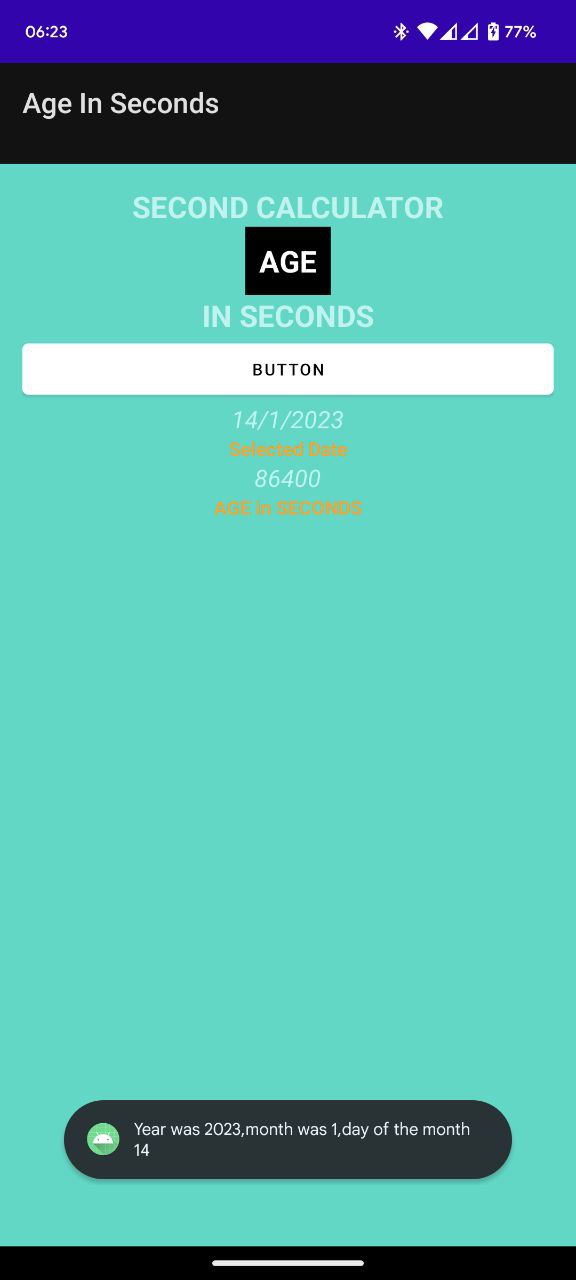 06:23
77%
Age In Seconds
SECOND CALCULATOR
AGE
IN SECONDS
BUTTON
14/1/2023
Selected Date
86400
AGE in SECONDS
Year was 2023,month was 1,day of the month
14